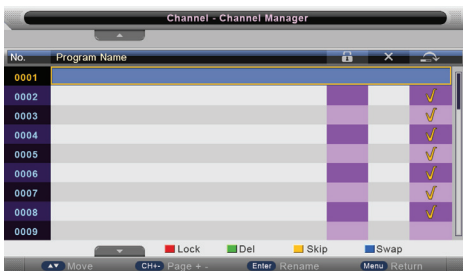 Channel - Channel Manager
No. Program Name
0001
0002
0003
0004
0005
0006
0007
0008
0009
Lock Del Skip Swap
Move CH+- Page + - Enter Rename Menu Return